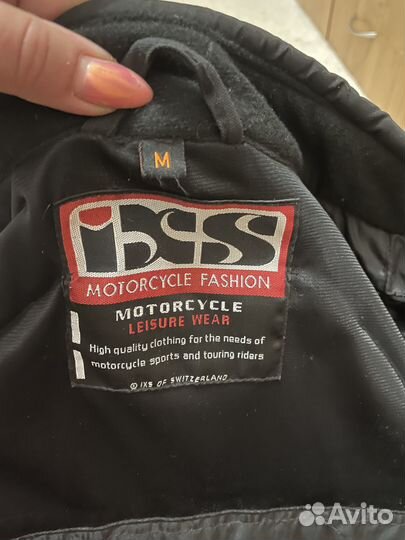 M
ixs
MOTORCYCLE FASHION
MOTORCYCLE
LEISURE WEAR
High quality clothing for the needs of
motorcycle sports and touring riders
© IXS OF SWITZERLAND
Avito